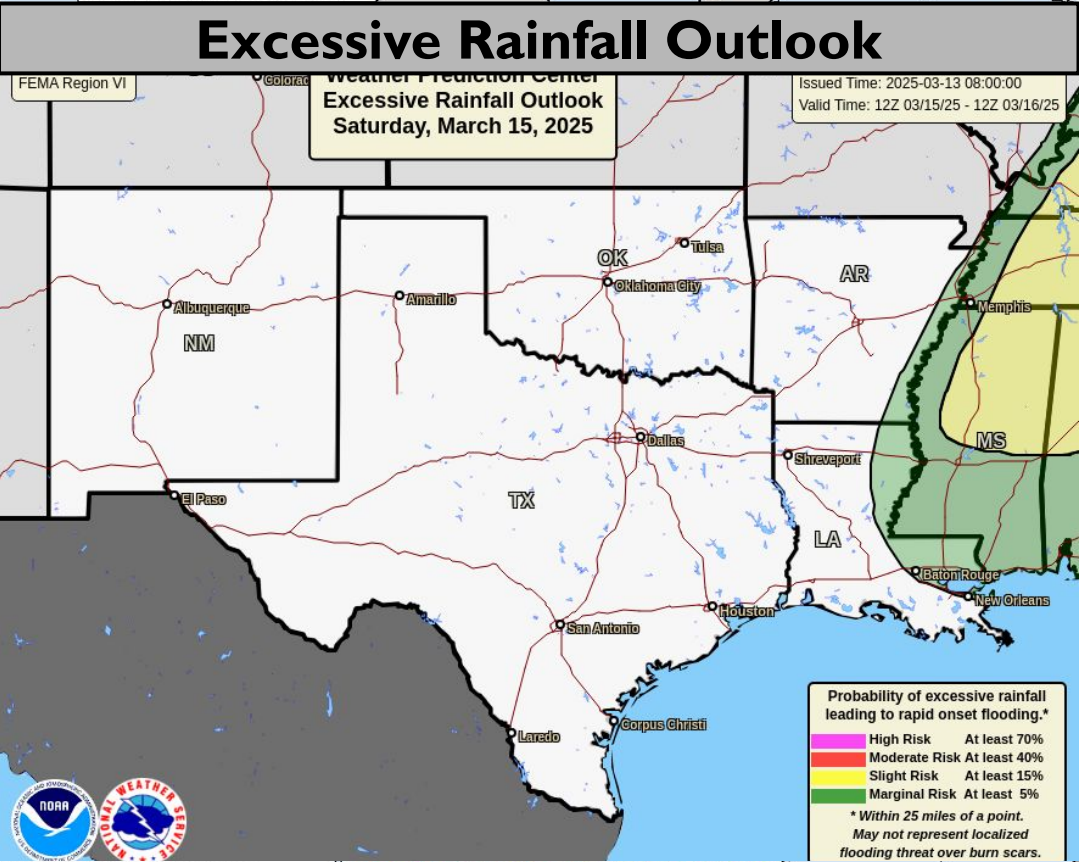 Excessive Rainfall Outlook
FEMA Region VI
Weather Prediction Center
Excessive Rainfall Outlook
Saturday, March 15, 2025
Issued Time: 2025-03-13 08:00:00
Valid Time: 12Z 03/15/25 - 12Z 03/16/25
Colorad
Tulsa
OK
Oklahoma City
AR
Albuquerque
Amarillo
Memphis
NM
Dallas
MS
Shreveport
El Paso
TX
LA
Baton Rouge
New Orleans
Houston
San Antonio
Corpus Christi
Laredo
Probability of excessive rainfall
leading to rapid onset flooding.*
High Risk At least 70%
Moderate Risk At least 40%
Slight Risk At least 15%
Marginal Risk At least 5%
* Within 25 miles of a point.
May not represent localized
flooding threat over burn scars.
NOAA
NATIONAL WEATHER SERVICE